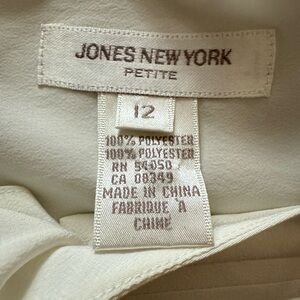 JONES NEW YORK
PETITE
12
100% POLYESTER
100% POLYESTER
RN 54050
CA 08349
MADE IN CHINA
FABRIQUE À
CHINE